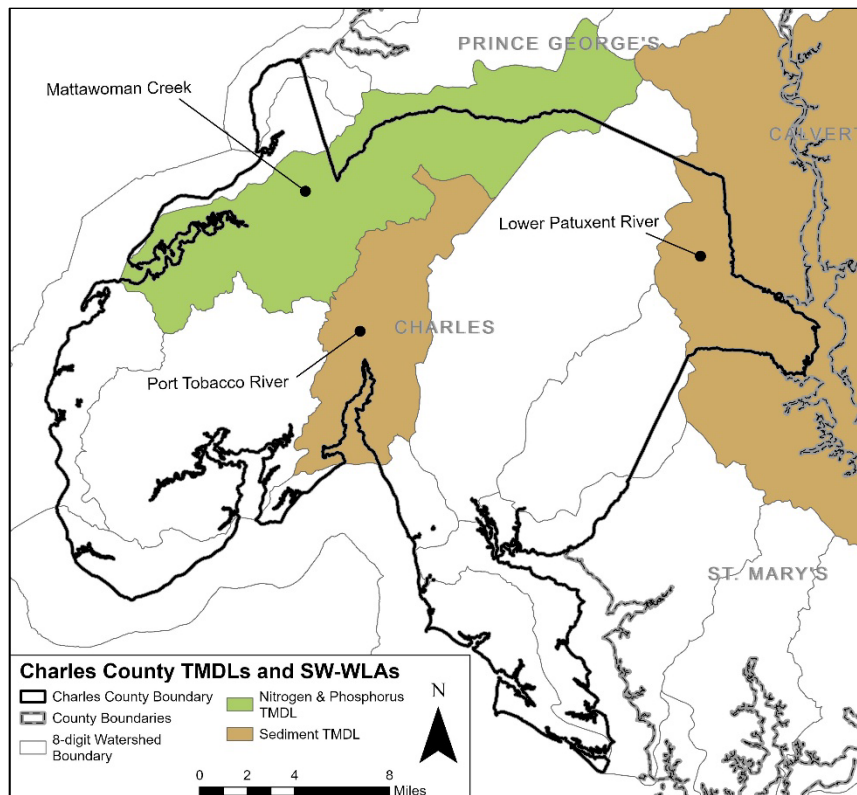 PRINCE GEORGE'S
Mattawoman Creek
CALVERT
Lower Patuxent River
CHARLES
Port Tobacco River
ST. MARY'S
Charles County TMDLs and SW-WLAs
Charles County Boundary
County Boundaries
8-digit Watershed
Boundary
Nitrogen & Phosphorus
TMDL
Sediment TMDL
N
0 2 4 8
Miles